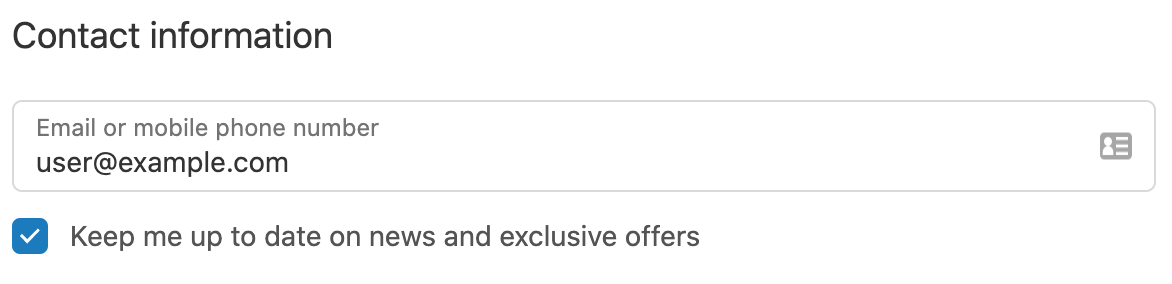 Contact information
Email or mobile phone number
user@example.com
Keep me up to date on news and exclusive offers